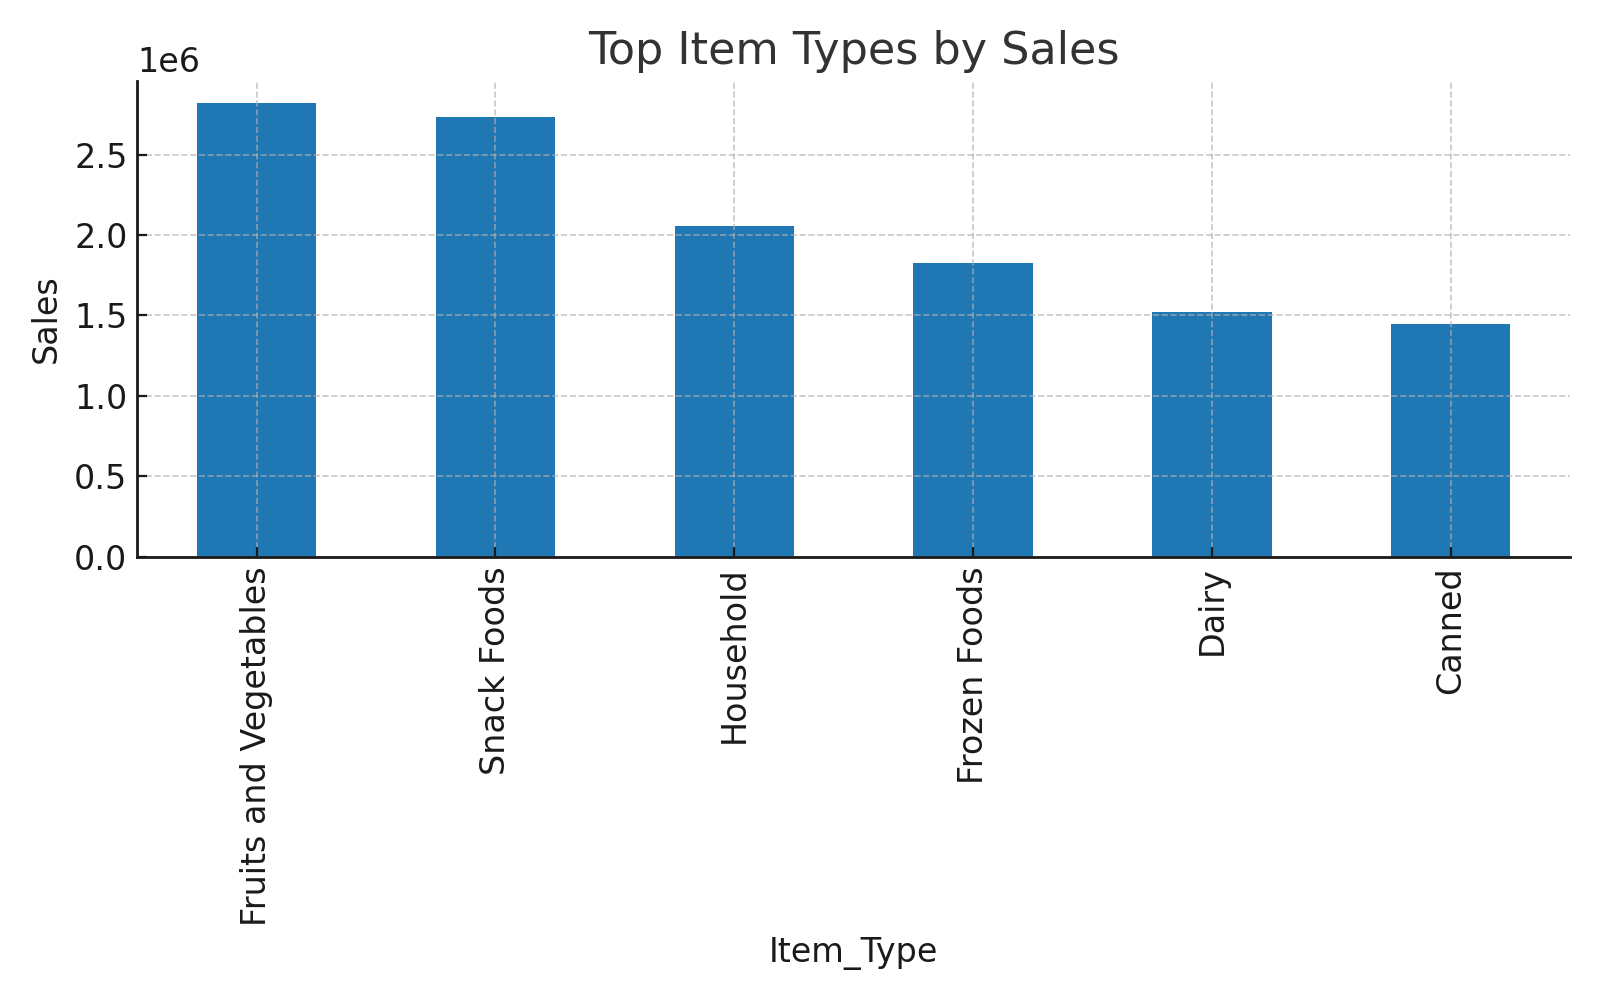 Top Item Types by Sales
1e6
2.5
2.0
1.5
1.0
0.5
0.0
Sales
Fruits and Vegetables
Snack Foods
Household
Frozen Foods
Dairy
Canned
Item_Type